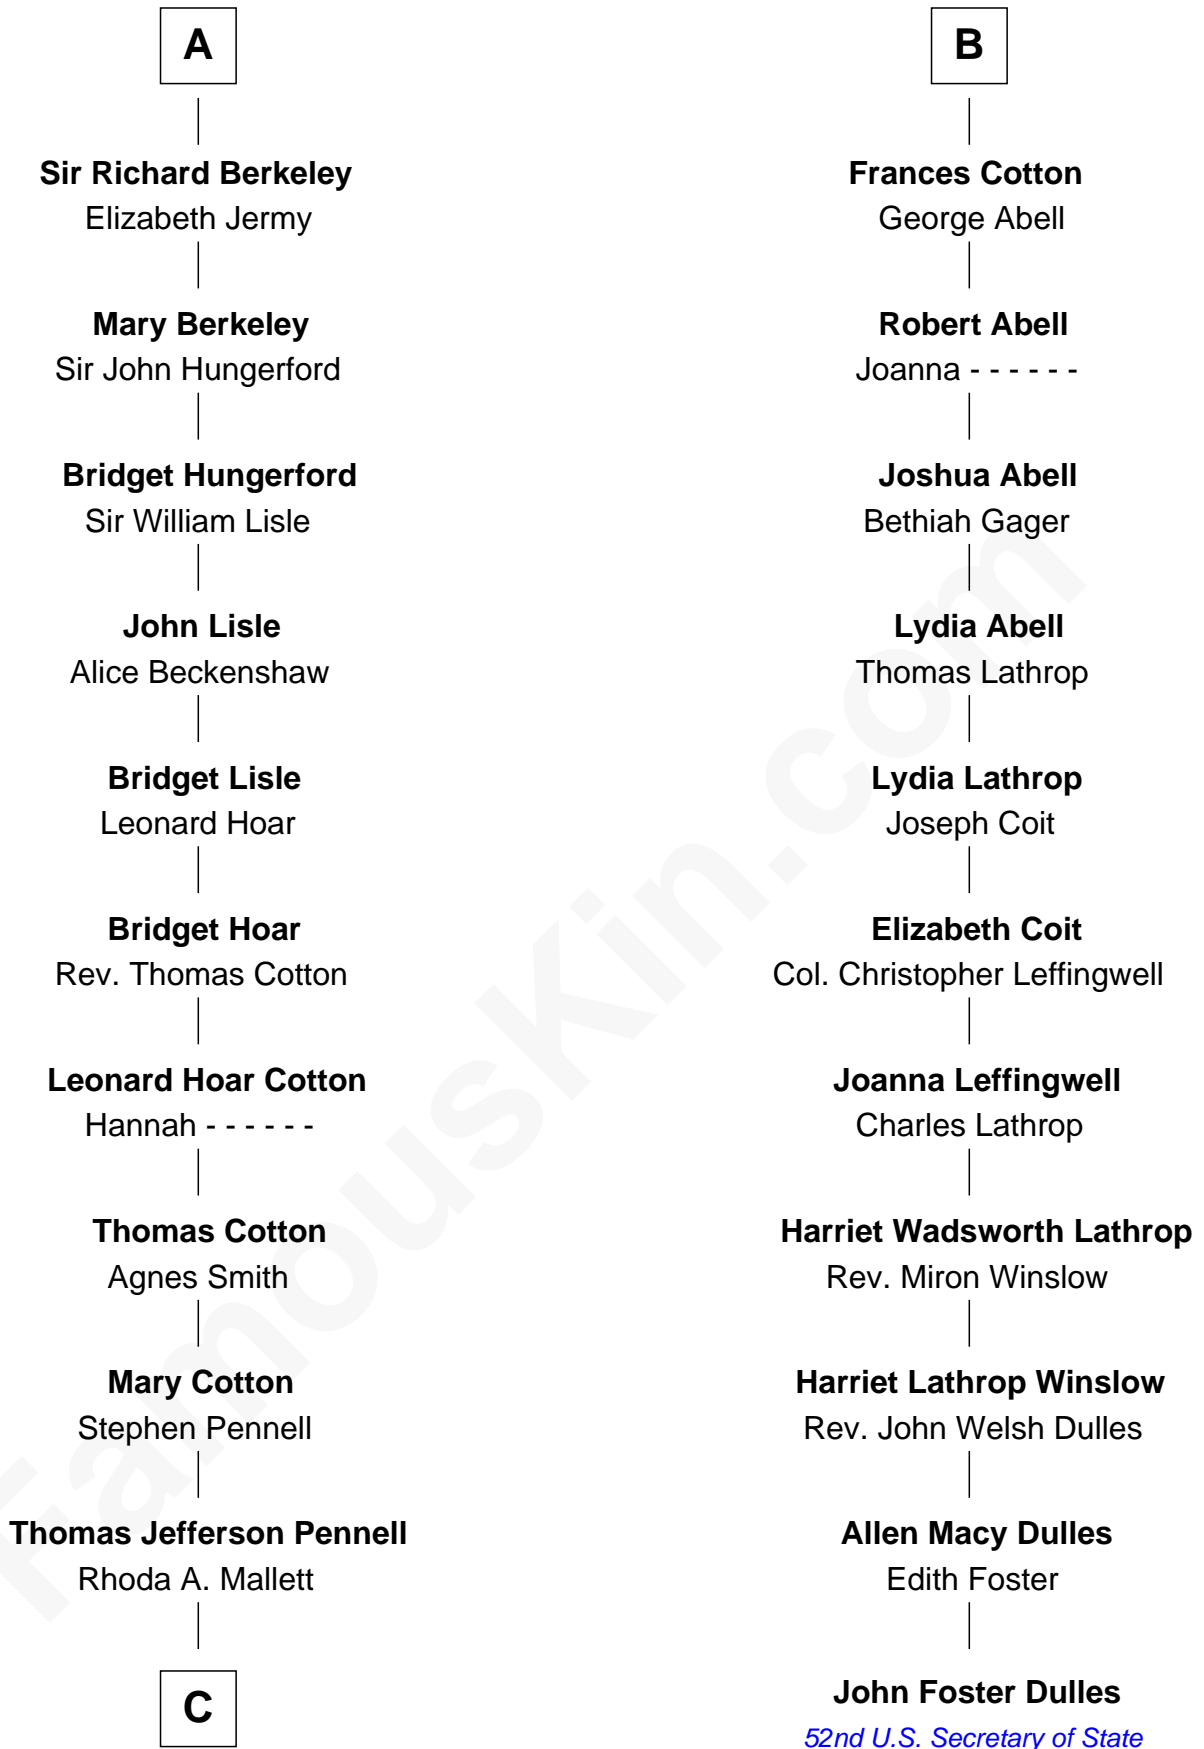 A
Sir Richard Berkeley
Elizabeth Jermy
Mary Berkeley
Sir John Hungerford
Bridget Hungerford
Sir William Lisle
John Lisle
Alice Beckenshaw
Bridget Lisle
Leonard Hoar
Bridget Hoar
Rev. Thomas Cotton
Leonard Hoar Cotton
Hannah - - - - - -
Thomas Cotton
Agnes Smith
Mary Cotton
Stephen Pennell
Thomas Jefferson Pennell
Rhoda A. Mallett
C
B
Frances Cotton
George Abell
Robert Abell
Joanna - - - - - -
Joshua Abell
Bethiah Gager
Lydia Abell
Thomas Lathrop
Lydia Lathrop
Joseph Coit
Elizabeth Coit
Col. Christopher Leffingwell
Joanna Leffingwell
Charles Lathrop
Harriet Wadsworth Lathrop
Rev. Miron Winslow
Harriet Lathrop Winslow
Rev. John Welsh Dulles
Allen Macy Dulles
Edith Foster
John Foster Dulles
52nd U.S. Secretary of State
FamousKin.com